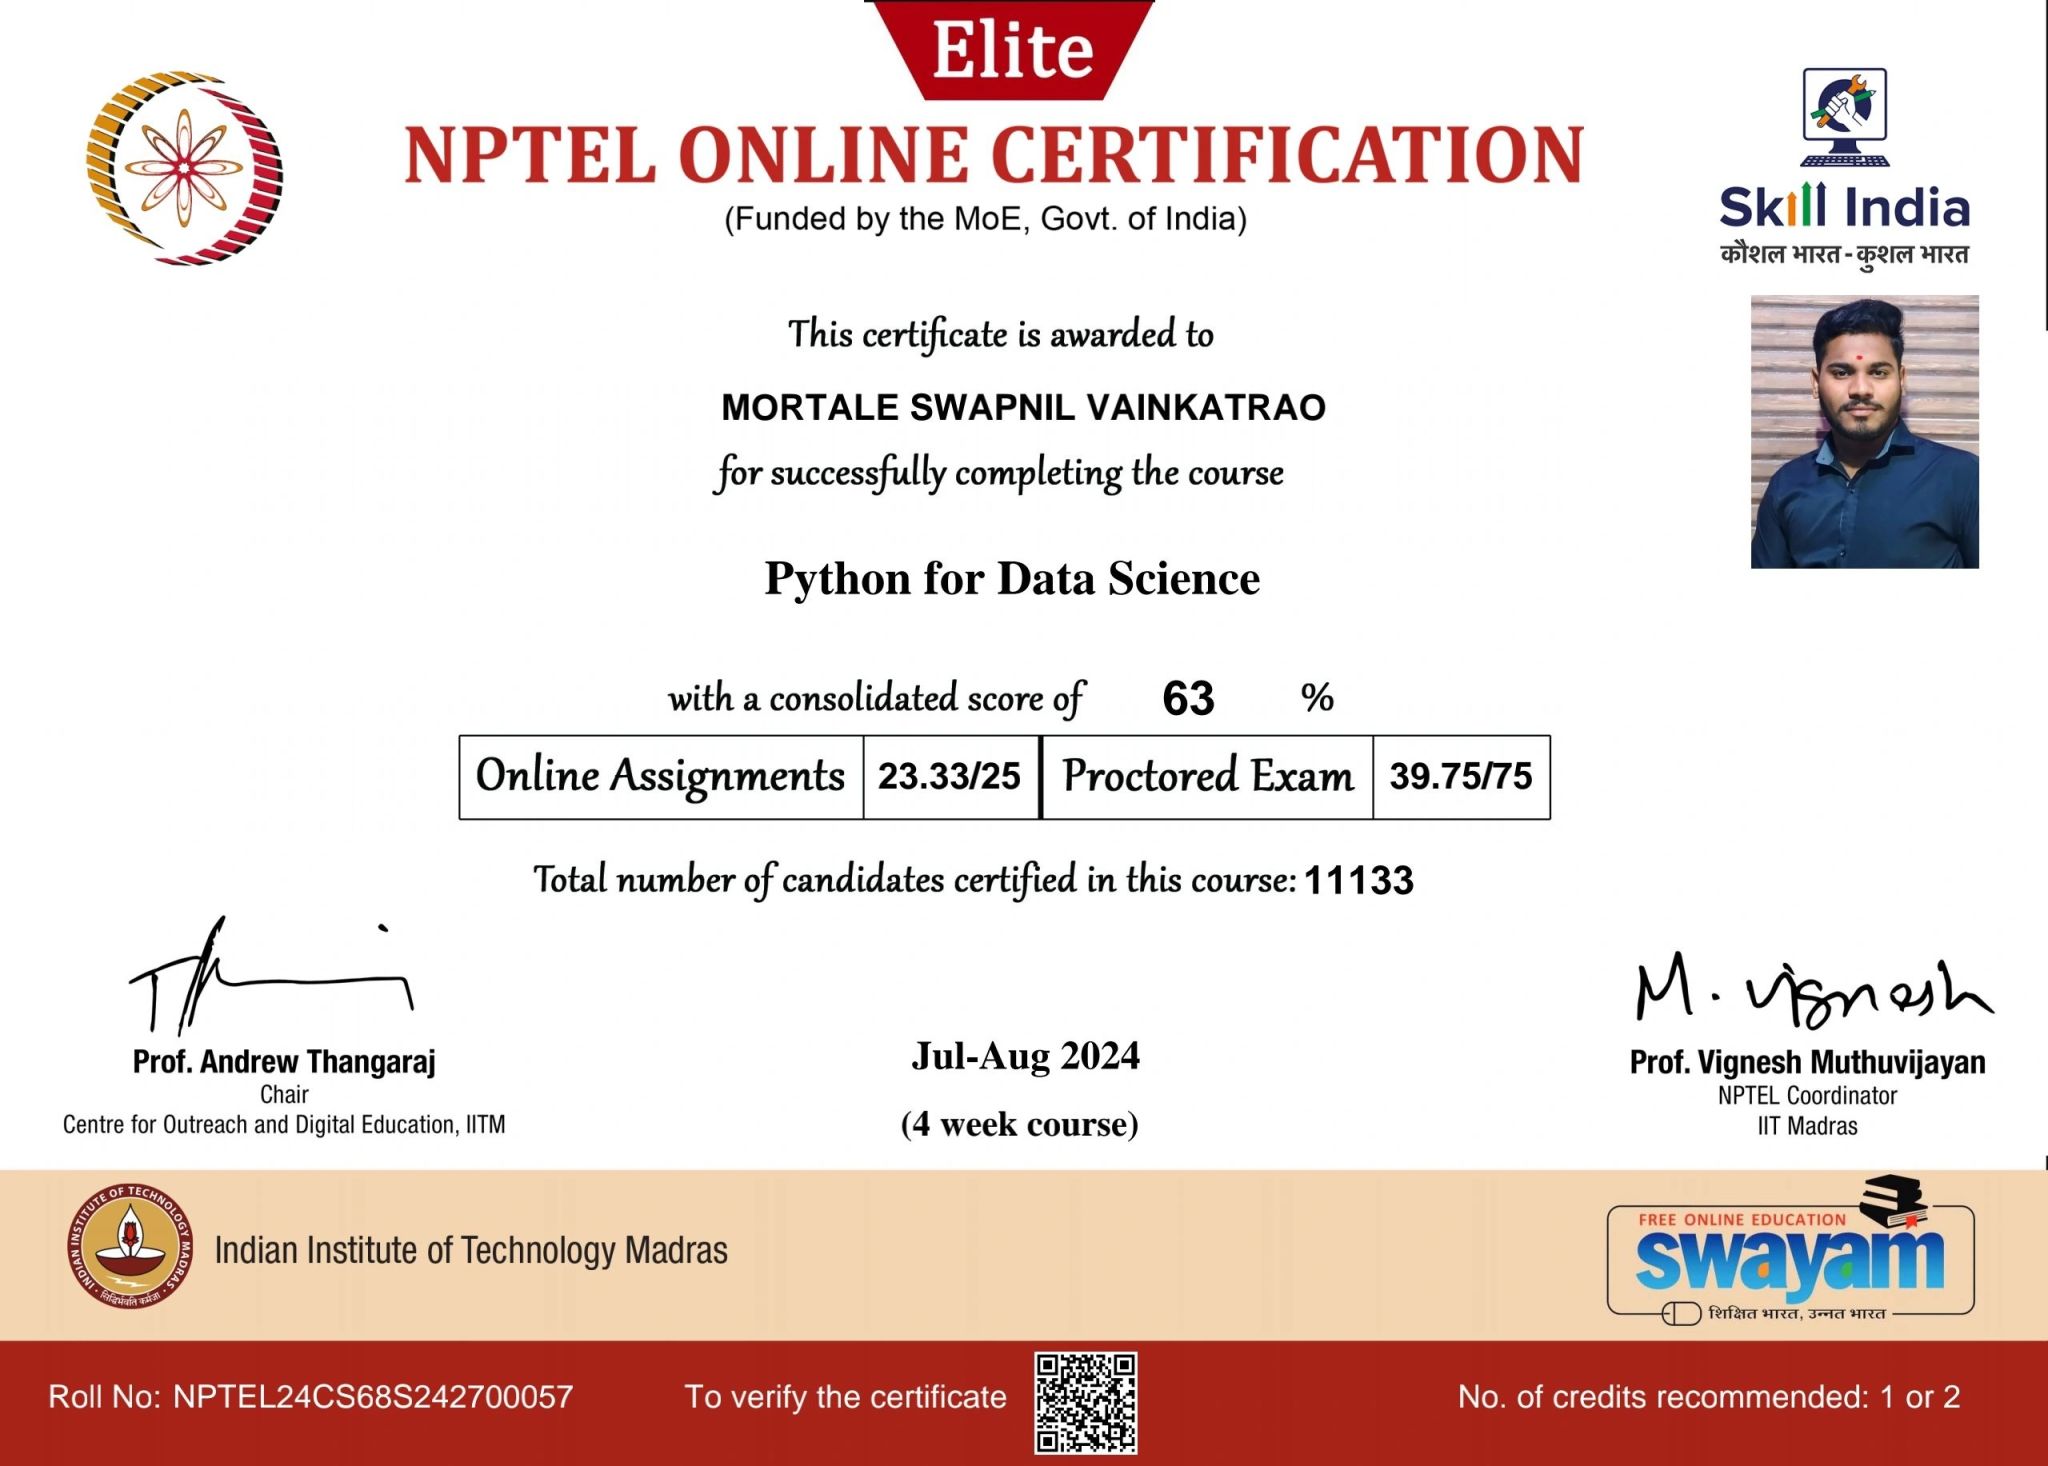 Elite
NPTEL ONLINE CERTIFICATION
(Funded by the MoE, Govt. of India)
Skill India
कौशल भारत - कुशल भारत
This certificate is awarded to
MORTALE SWAPNIL VAINKATRAO
for successfully completing the course
Python for Data Science
with a consolidated score of 63 %
Online Assignments 23.33/25 Proctored Exam 39.75/75
Total number of candidates certified in this course: 11133
M. Vignesh
Prof. Andrew Thangaraj
Chair
Centre for Outreach and Digital Education, IITM
Jul-Aug 2024
(4 week course)
Prof. Vignesh Muthuvijayan
NPTEL Coordinator
IIT Madras
INDIAN INSTITUTE OF TECHNOLOGY MADRAS
सिद्धिर्भवति कर्मजा
Indian Institute of Technology Madras
FREE ONLINE EDUCATION
swayam
शिक्षित भारत, उन्नत भारत
Roll No: NPTEL24CS68S242700057
To verify the certificate
No. of credits recommended: 1 or 2